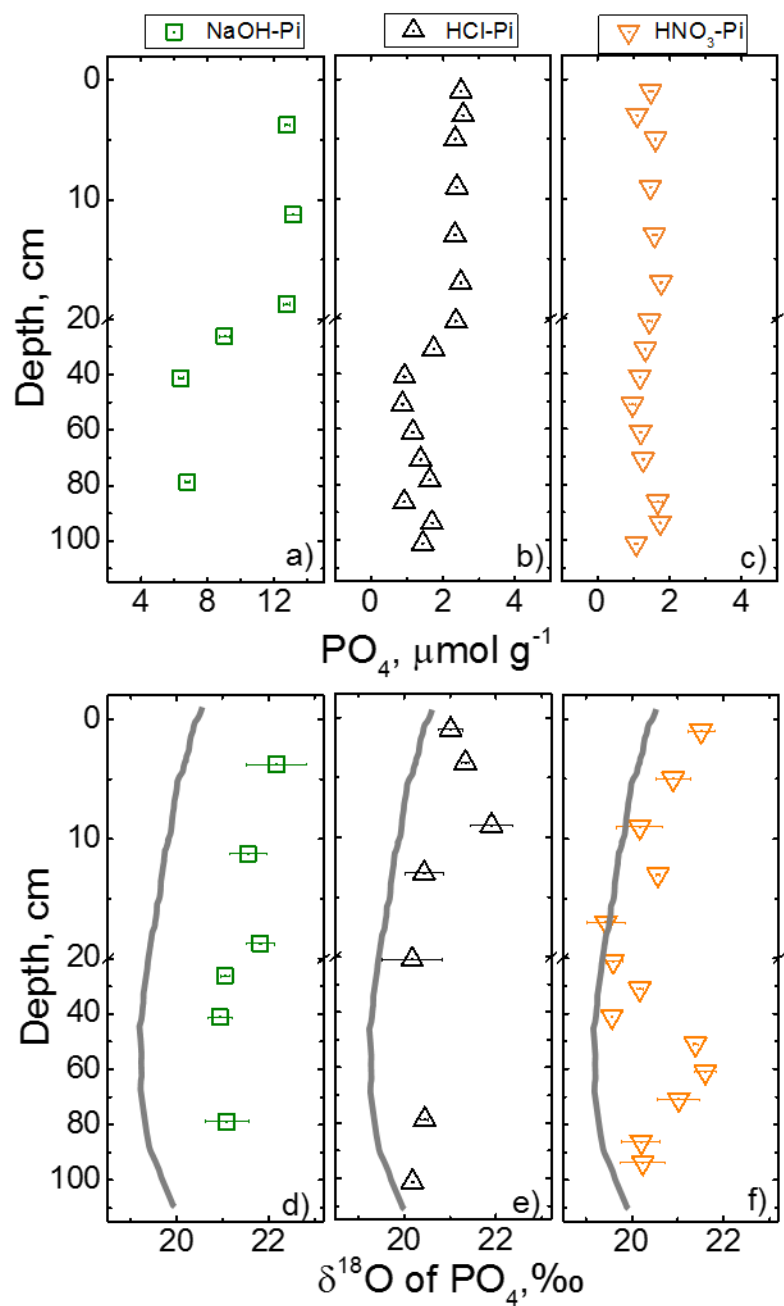 NaOH-Pi HCl-Pi HNO₃-Pi
0
10
20
40
60
80
100
Depth, cm
a) b) c)
4 8 12 0 2 4 0 2 4
PO₄, μmol g⁻¹
0
10
20
40
60
80
100
Depth, cm
d) e) f)
20 22 20 22 20 22
δ¹⁸O of PO₄,‰